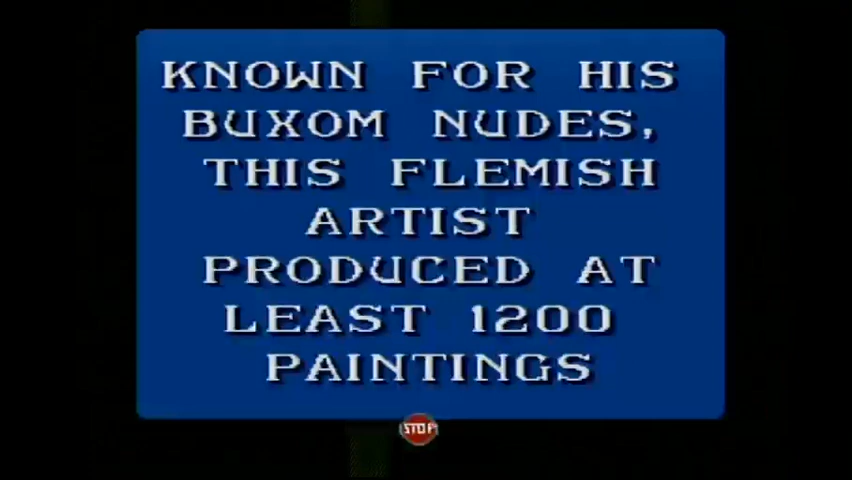 KNOWN FOR HIS
BUXOM NUDES,
THIS FLEMISH
ARTIST
PRODUCED AT
LEAST 1200
PAINTINGS
STOP